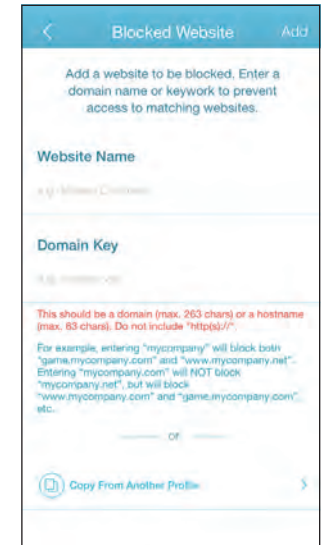 Blocked Website Add
Add a website to be blocked. Enter a
domain name or keywork to prevent
access to matching websites.
Website Name
e.g.
Domain Key
e.g.
This should be a domain (max. 263 chars) or a hostname
(max. 63 chars). Do not include "http(s)://".
For example, entering "mycompany" will block both
"game.mycompany.com" and "www.mycompany.net".
Entering "mycompany.com" will NOT block
"mycompany.net", but will block
"www.mycompany.com" and "game.mycompany.com",
etc.
or
Copy From Another Profile